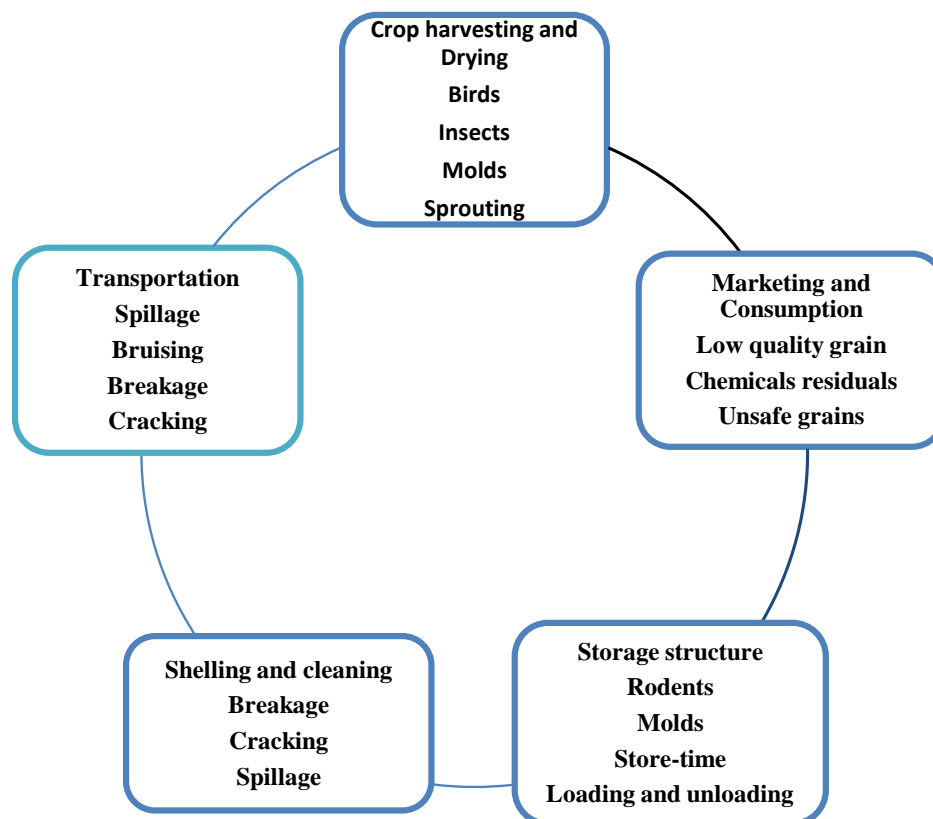 Crop harvesting and
Drying
Birds
Insects
Molds
Sprouting
Transportation
Spillage
Bruising
Breakage
Cracking
Marketing and
Consumption
Low quality grain
Chemicals residuals
Unsafe grains
Shelling and cleaning
Breakage
Cracking
Spillage
Storage structure
Rodents
Molds
Store-time
Loading and unloading